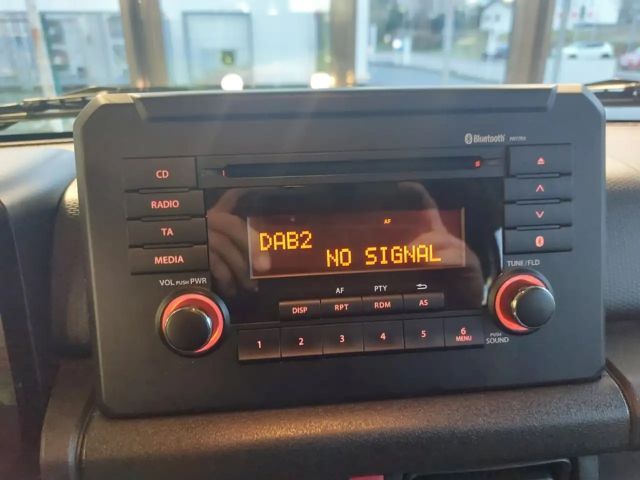 Bluetooth
CD
RADIO
TA
MEDIA
AF
DAB2
NO SIGNAL
VOL PUSH PWR
TUNE/FLD
AF
PTY
DISP
RPT
RDM
AS
1
2
3
4
5
6
MENU
PUSH
SOUND